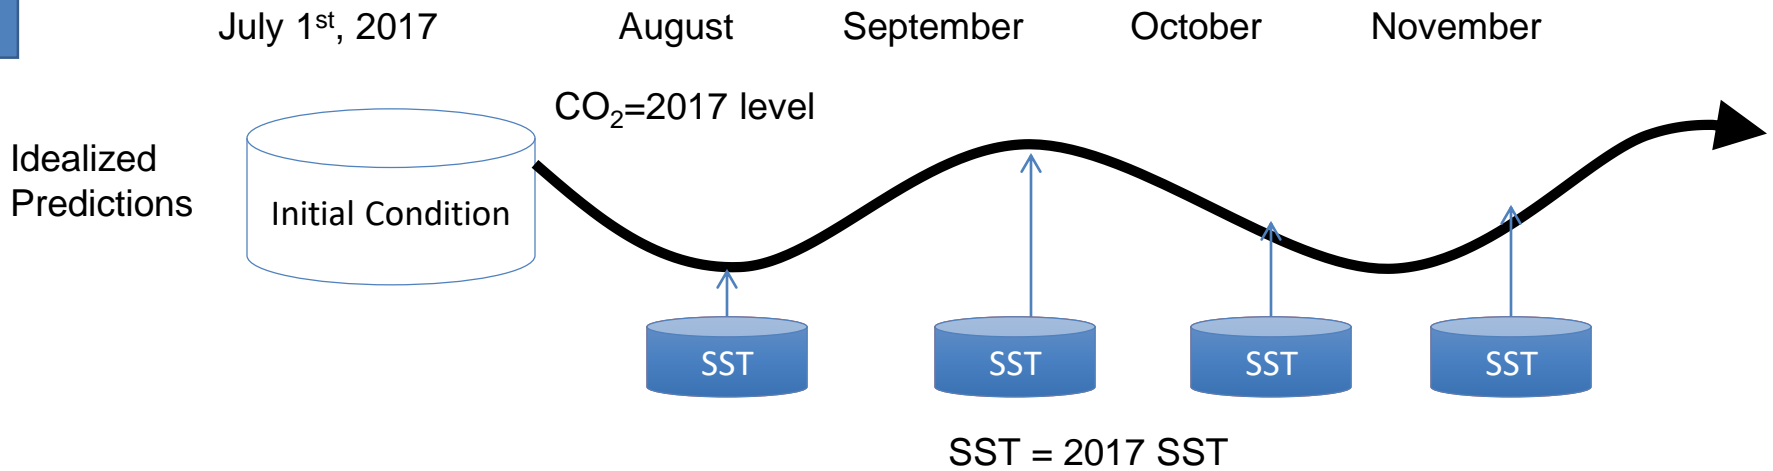 July 1st, 2017 August September October November
CO₂=2017 level
Idealized
Predictions
Initial Condition
SST SST SST SST
SST = 2017 SST